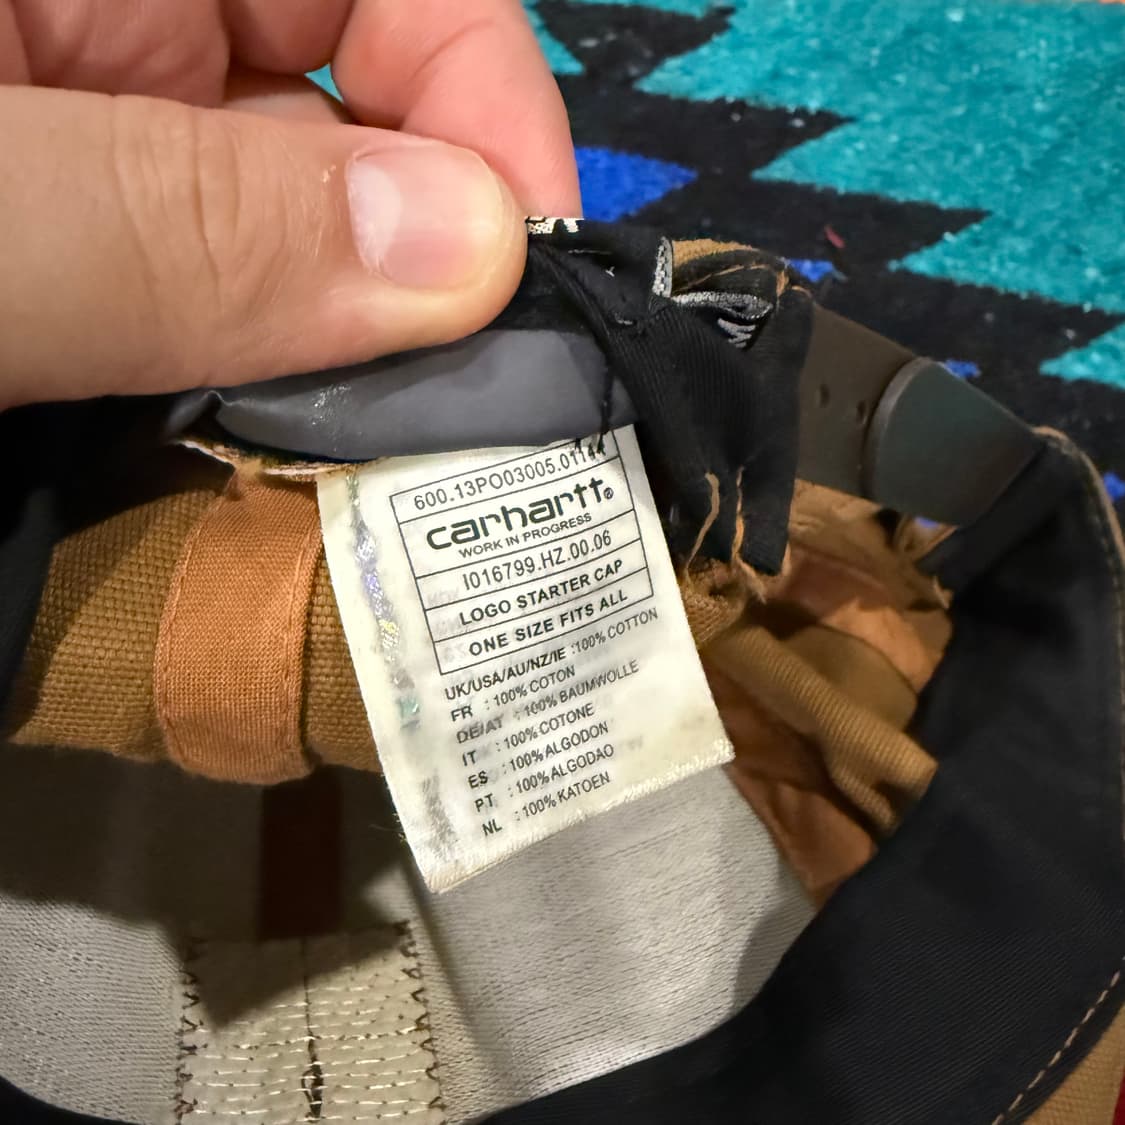 600.13PO03005.01144
carhartt®
WORK IN PROGRESS
I016799.HZ.00.06
LOGO STARTER CAP
ONE SIZE FITS ALL
UK/USA/AU/NZ/IE :100% COTTON
FR : 100% COTON
DE/AT : 100% BAUMWOLLE
IT : 100% COTONE
ES : 100% ALGODON
PT : 100% ALGODAO
NL : 100% KATOEN